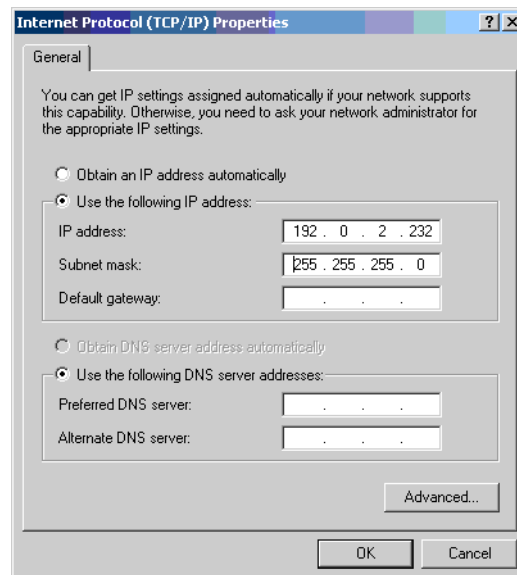 Internet Protocol (TCP/IP) Properties
General
You can get IP settings assigned automatically if your network supports
this capability. Otherwise, you need to ask your network administrator for
the appropriate IP settings.
Obtain an IP address automatically
Use the following IP address:
IP address: 192 . 0 . 2 . 232
Subnet mask: 255 . 255 . 255 . 0
Default gateway: . . .
Obtain DNS server address automatically
Use the following DNS server addresses:
Preferred DNS server: . . .
Alternate DNS server: . . .
Advanced...
OK Cancel